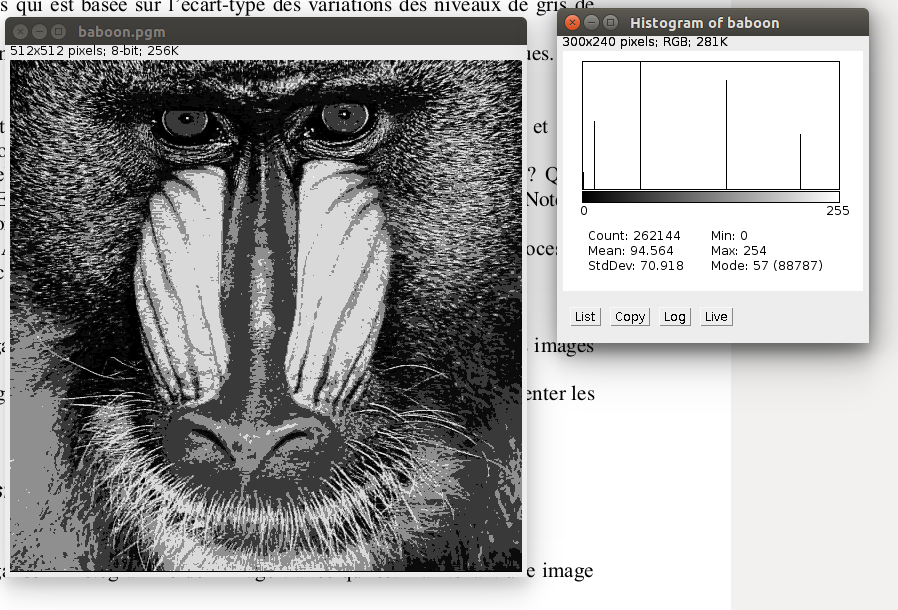 s qui est basée sur l'écart-type des variations des niveaux de gris de
baboon.pgm
512x512 pixels; 8-bit; 256K
ues.
et
? Q
Note
oces
images
enter les
e image
Histogram of baboon
300x240 pixels; RGB; 281K
0 255
Count: 262144 Min: 0
Mean: 94.564 Max: 254
StdDev: 70.918 Mode: 57 (88787)
List Copy Log Live